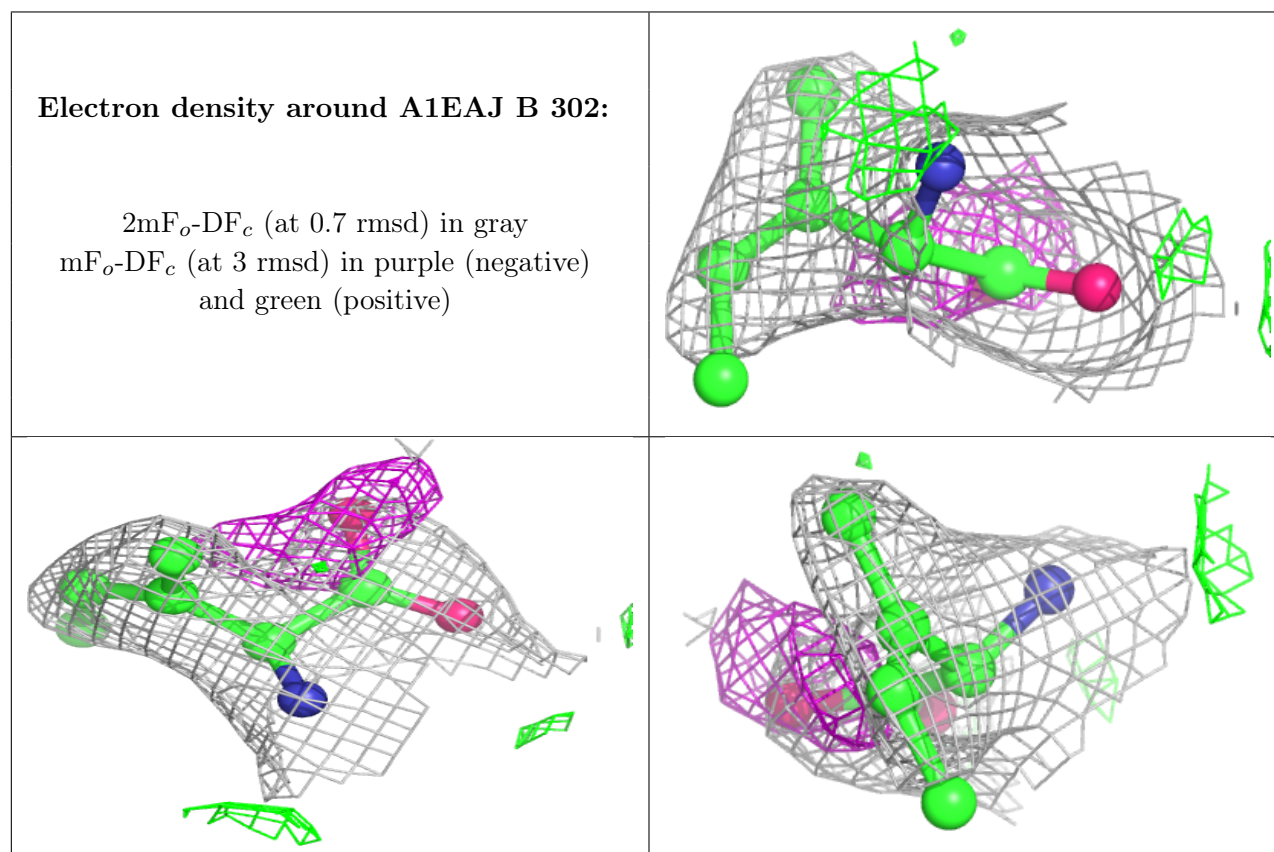 Electron density around A1EAJ B 302:
2mFₒ-DF𝑐 (at 0.7 rmsd) in gray
mFₒ-DF𝑐 (at 3 rmsd) in purple (negative)
and green (positive)